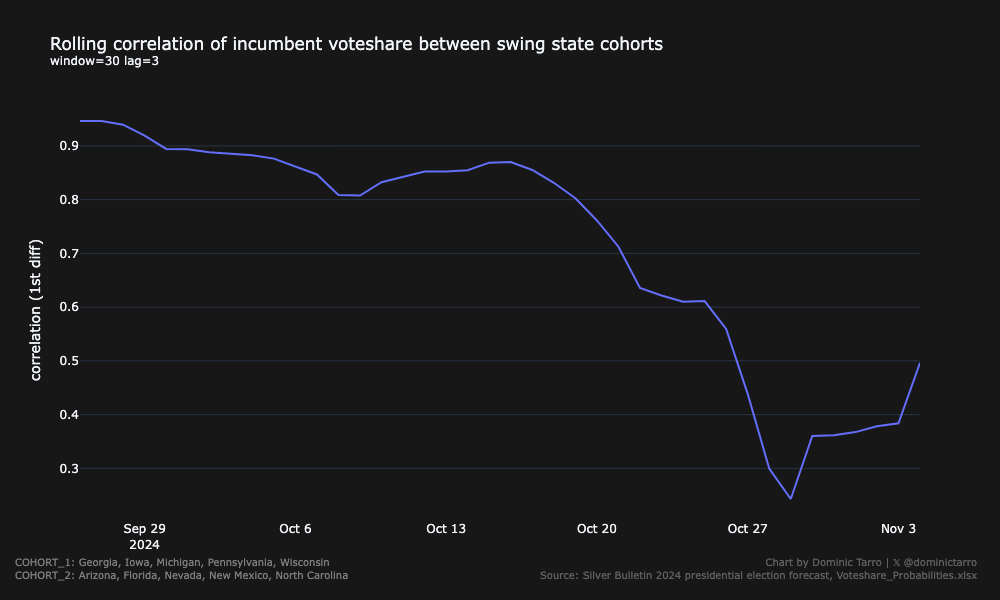 Rolling correlation of incumbent voteshare between swing state cohorts
window=30 lag=3
correlation (1st diff)
0.9
0.8
0.7
0.6
0.5
0.4
0.3
Sep 29
2024
Oct 6
Oct 13
Oct 20
Oct 27
Nov 3
COHORT_1: Georgia, Iowa, Michigan, Pennsylvania, Wisconsin
COHORT_2: Arizona, Florida, Nevada, New Mexico, North Carolina
Chart by Dominic Tarro | 𝕏 @dominictarro
Source: Silver Bulletin 2024 presidential election forecast, Voteshare_Probabilities.xlsx